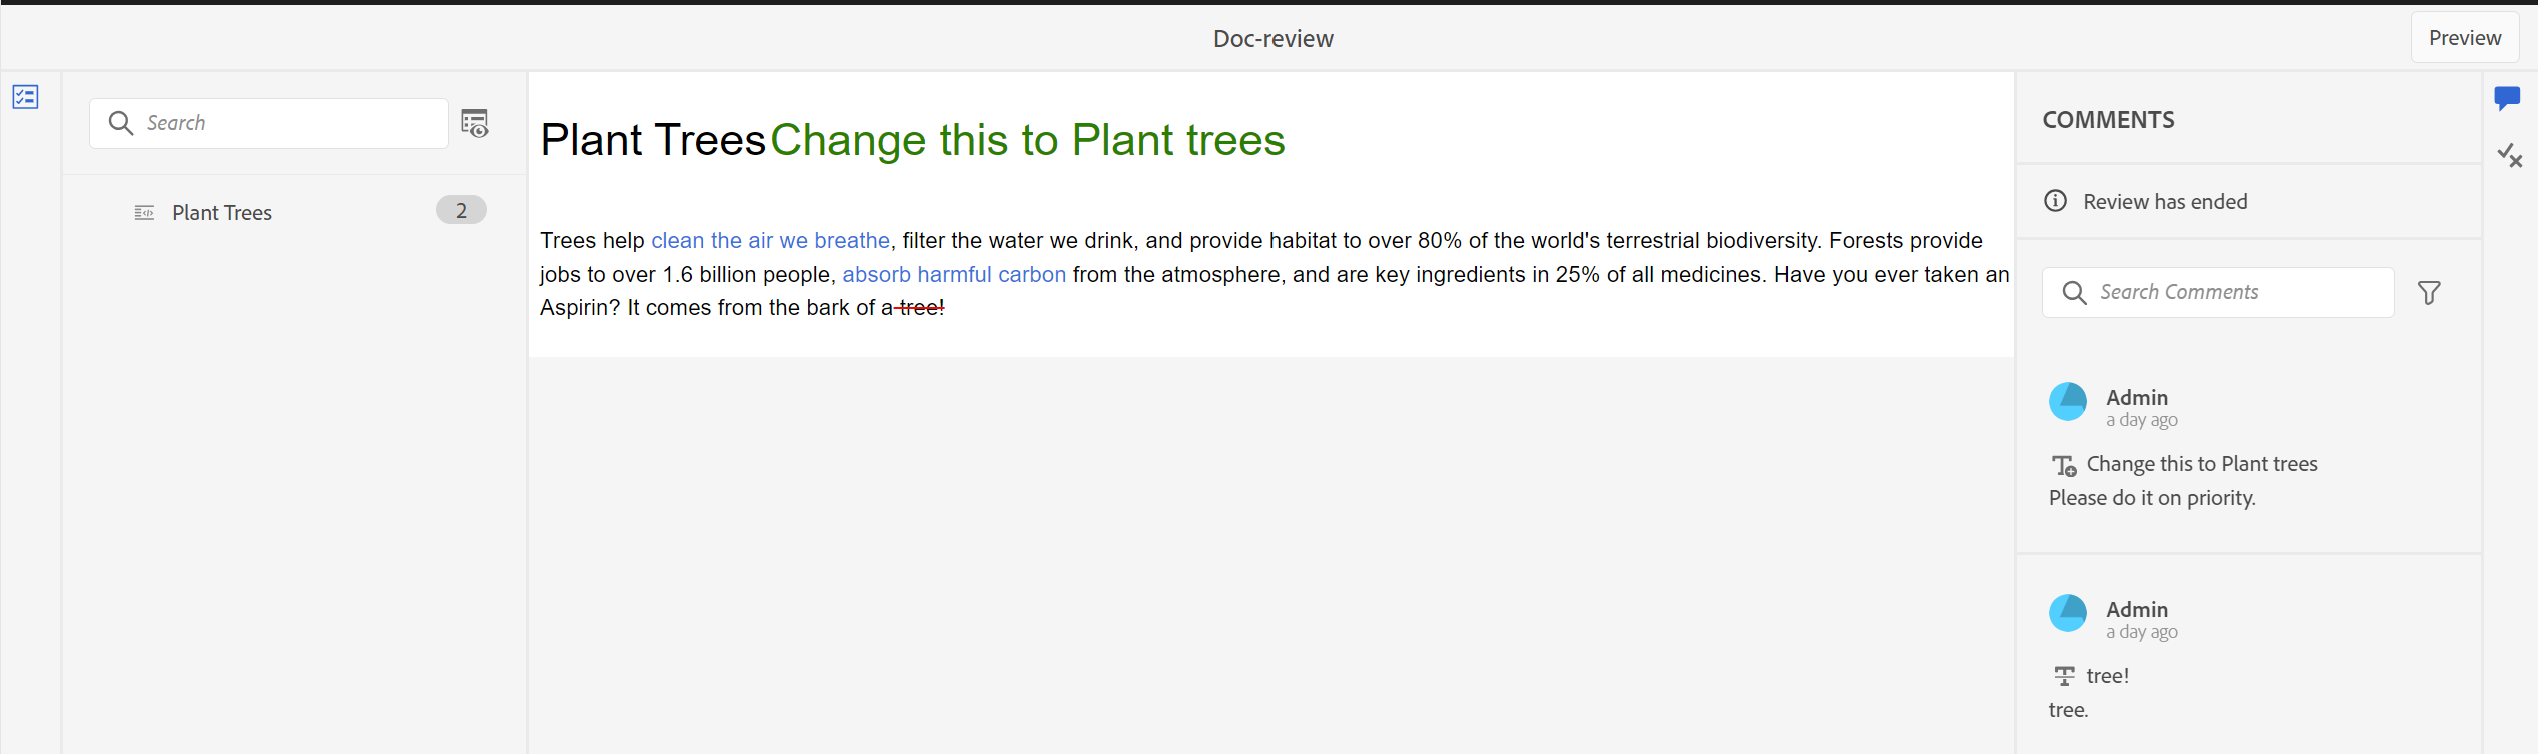 Doc-review
Preview
Search
Plant Trees
2
Plant Trees Change this to Plant trees
Trees help clean the air we breathe, filter the water we drink, and provide habitat to over 80% of the world's terrestrial biodiversity. Forests provide
jobs to over 1.6 billion people, absorb harmful carbon from the atmosphere, and are key ingredients in 25% of all medicines. Have you ever taken an
Aspirin? It comes from the bark of a tree!
COMMENTS
Review has ended
Search Comments
Admin
a day ago
Change this to Plant trees
Please do it on priority.
Admin
a day ago
tree!
tree.